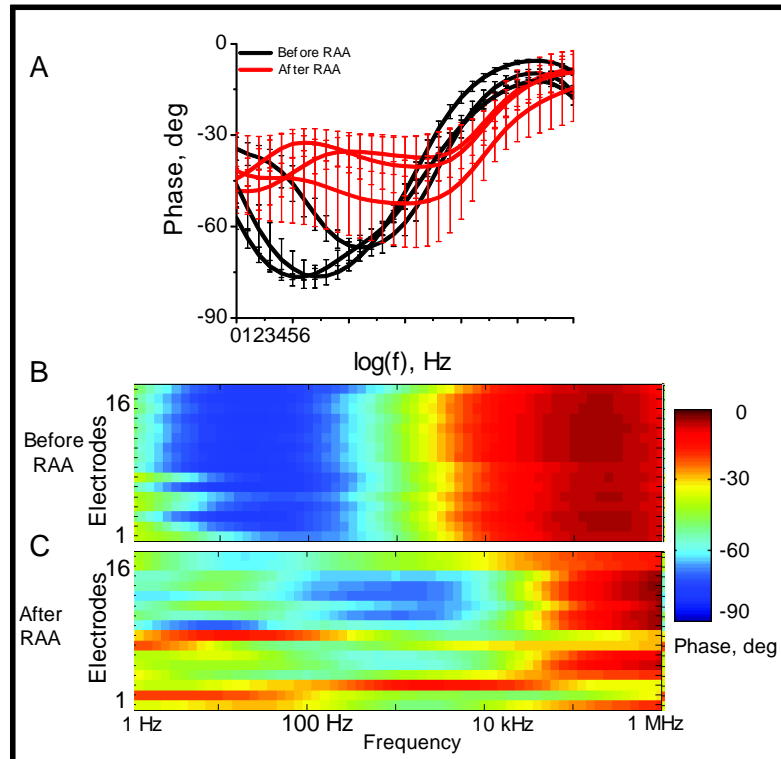 A
Before RAA
After RAA
0
-30
-60
-90
Phase, deg
0123456
log(f), Hz
B
Before
RAA
Electrodes
16
1
C
After
RAA
Electrodes
16
1
0
-30
-60
-90
Phase, deg
1 Hz 100 Hz 10 kHz 1 MHz
Frequency